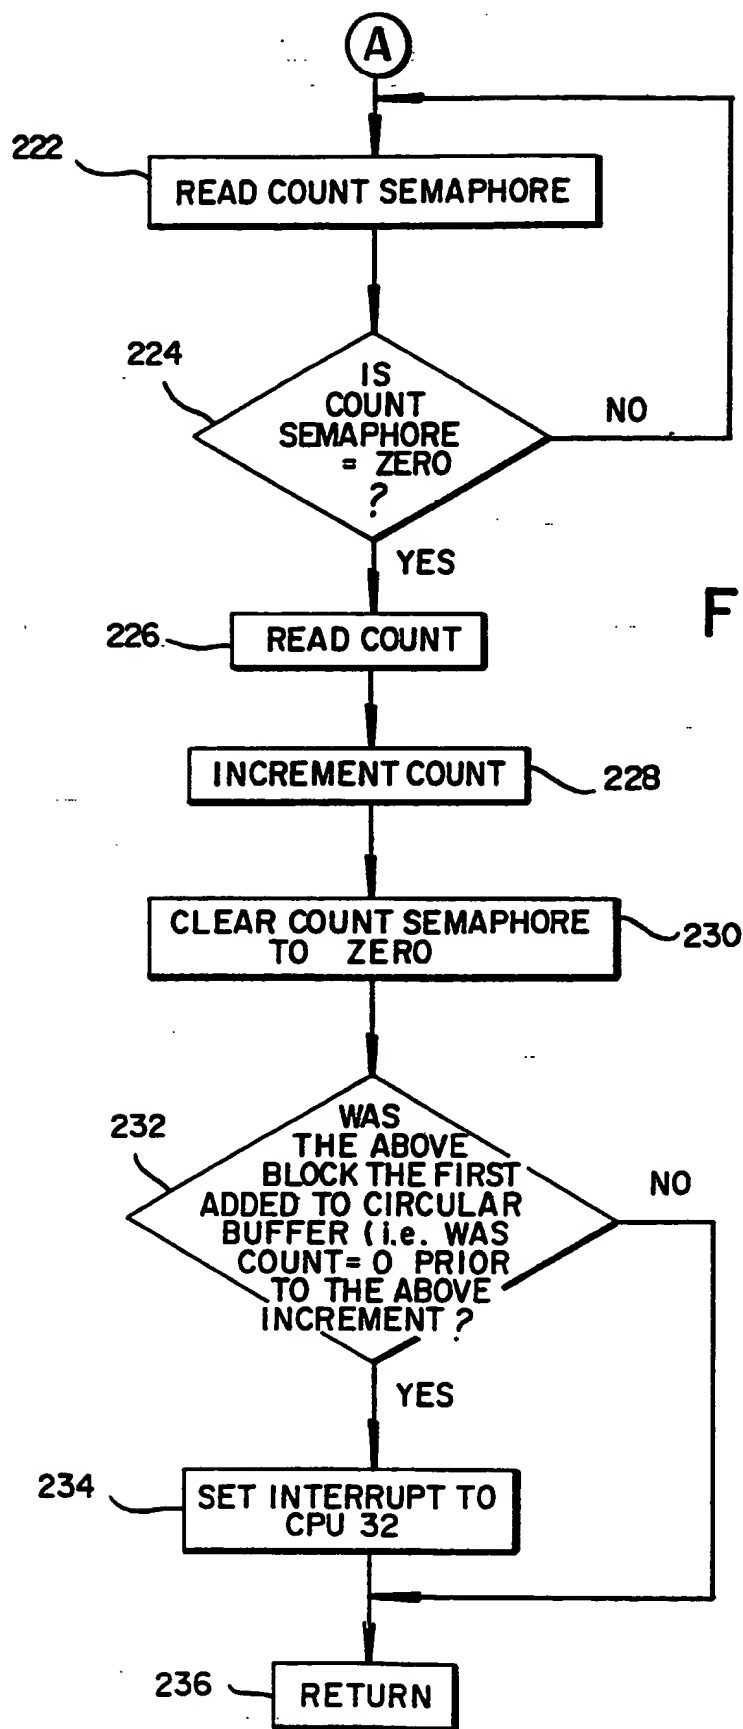 A
222
READ COUNT SEMAPHORE
224
IS
COUNT
SEMAPHORE
= ZERO
?
NO
YES
F
226
READ COUNT
INCREMENT COUNT
228
CLEAR COUNT SEMAPHORE
TO ZERO
230
232
WAS
THE ABOVE
BLOCK THE FIRST
ADDED TO CIRCULAR
BUFFER (i.e. WAS
COUNT= 0 PRIOR
TO THE ABOVE
INCREMENT ?
NO
YES
234
SET INTERRUPT TO
CPU 32
236
RETURN